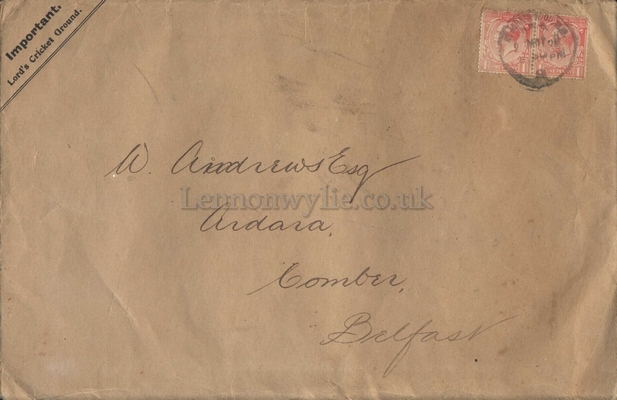 Important.
Lord's Cricket Ground.
W. Andrews Esq
Lennonwylie.co.uk
Ardara,
Comber,
Belfast